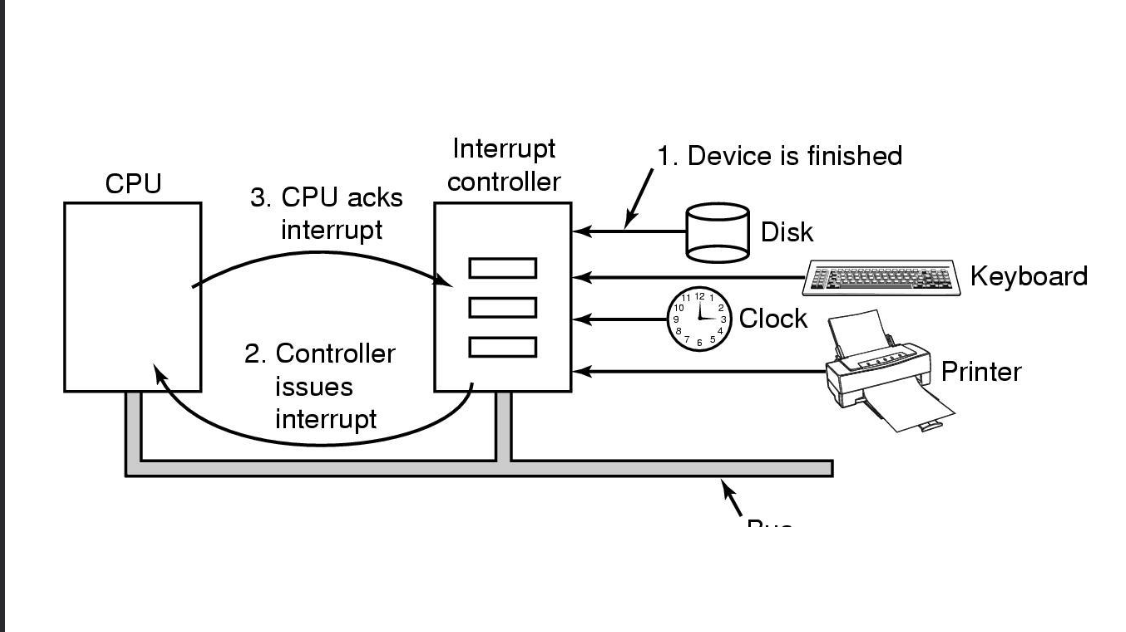 CPU
3. CPU acks
interrupt
Interrupt
controller
1. Device is finished
Disk
Keyboard
11 12 1
10 2
9 3
8 4
7 6 5
Clock
2. Controller
issues
interrupt
Printer